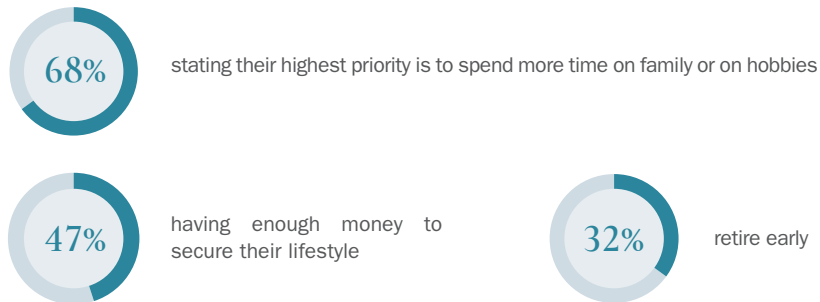 68%
stating their highest priority is to spend more time on family or on hobbies
47%
having enough money to
secure their lifestyle
32%
retire early